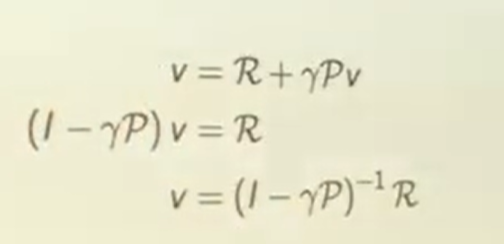 v = R + γPv
(I − γP) v = R
v = (I − γP)⁻¹ R